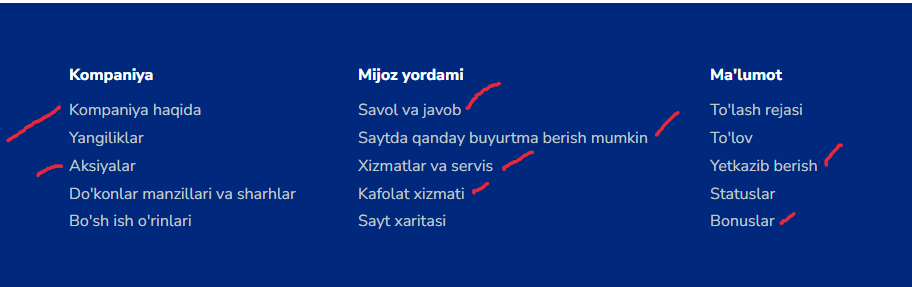 Kompaniya
Kompaniya haqida
Yangiliklar
Aksiyalar
Do'konlar manzillari va sharhlar
Bo'sh ish o'rinlari
Mijoz yordami
Savol va javob
Saytda qanday buyurtma berish mumkin
Xizmatlar va servis
Kafolat xizmati
Sayt xaritasi
Ma'lumot
To'lash rejasi
To'lov
Yetkazib berish
Statuslar
Bonuslar